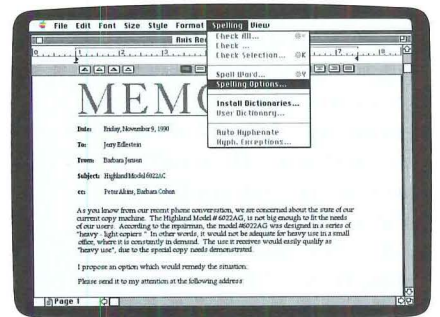 File Edit Font Size Style Format Spelling View
Check All... ⌘=
Check ...
Check Selection... ⌘K
Spell Word... ⌘Y
Spelling Options...
Install Dictionaries...
User Dictionary...
Auto Hyphenate
Hyph. Exceptions...
MEMO
Date: Friday, November 9, 1990
To: Jerry Edlestein
From: Barbara Jansen
Subject: Highland Model 6022AG
cc: Peter Akins, Barbara Cohen
As you know from our recent phone conversation, we are concerned about the state of our
current copy machine. The Highland Model # 6022AG, is not big enough to fit the needs
of our users. According to the repairman, the model #6022AG was designed in a series of
"heavy - light copiers " In other words, it would not be adequate for heavy use in a small
office, where it is constantly in demand. The use it receives would easily qualify as
"heavy use", due to the special copy needs demonstrated.
I propose an option which would remedy the situation.
Please send it to my attention at the following address:
Page 1